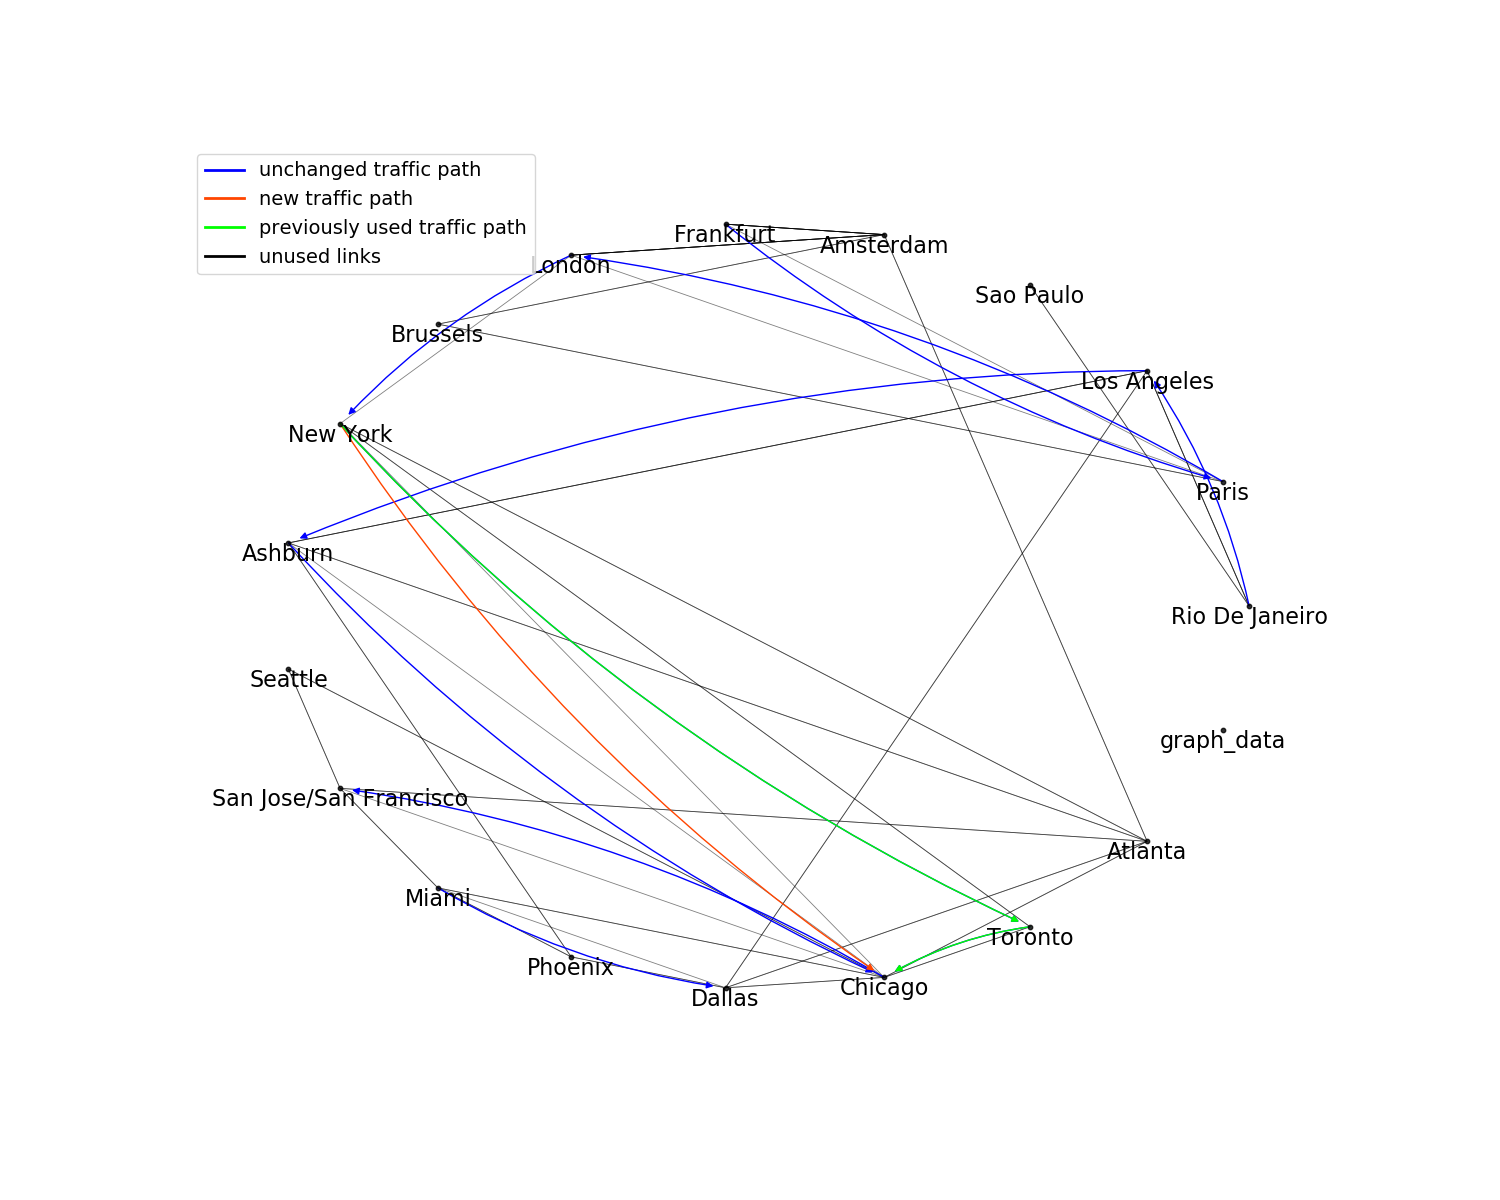 unchanged traffic path
new traffic path
previously used traffic path
unused links
Frankfurt
Amsterdam
London
Sao Paulo
Brussels
Los Angeles
New York
Paris
Ashburn
Rio De Janeiro
Seattle
graph_data
San Jose/San Francisco
Atlanta
Miami
Toronto
Phoenix
Chicago
Dallas